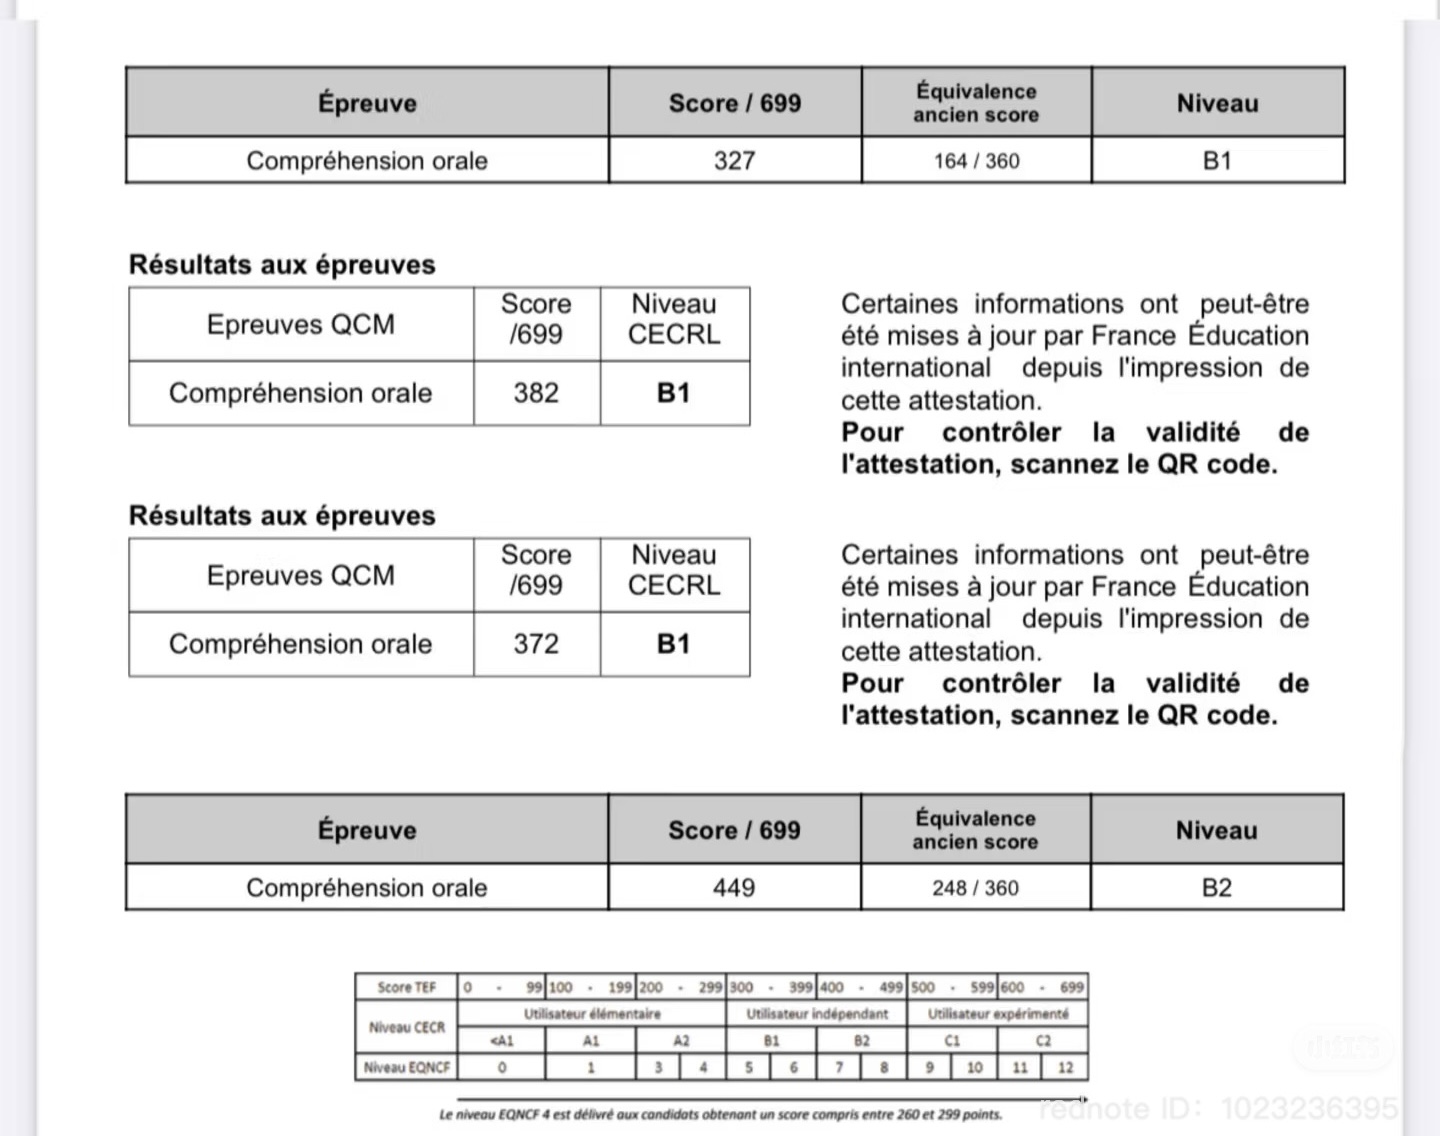 Épreuve Score / 699 Équivalence ancien score Niveau
Compréhension orale 327 164 / 360 B1
Résultats aux épreuves
Epreuves QCM Score /699 Niveau CECRL
Compréhension orale 382 B1
Certaines informations ont peut-être
été mises à jour par France Éducation
international depuis l'impression de
cette attestation.
Pour contrôler la validité de
l'attestation, scannez le QR code.
Résultats aux épreuves
Epreuves QCM Score /699 Niveau CECRL
Compréhension orale 372 B1
Certaines informations ont peut-être
été mises à jour par France Éducation
international depuis l'impression de
cette attestation.
Pour contrôler la validité de
l'attestation, scannez le QR code.
Épreuve Score / 699 Équivalence ancien score Niveau
Compréhension orale 449 248 / 360 B2
Score TEF 0 - 99 100 - 199 200 - 299 300 - 399 400 - 499 500 - 599 600 - 699
Niveau CECR Utilisateur élémentaire Utilisateur indépendant Utilisateur expérimenté
<A1 A1 A2 B1 B2 C1 C2
Niveau EQNCF 0 1 3 4 5 6 7 8 9 10 11 12
Le niveau EQNCF 4 est délivré aux candidats obtenant un score compris entre 260 et 299 points.
小红书
rednote ID: 1023236395